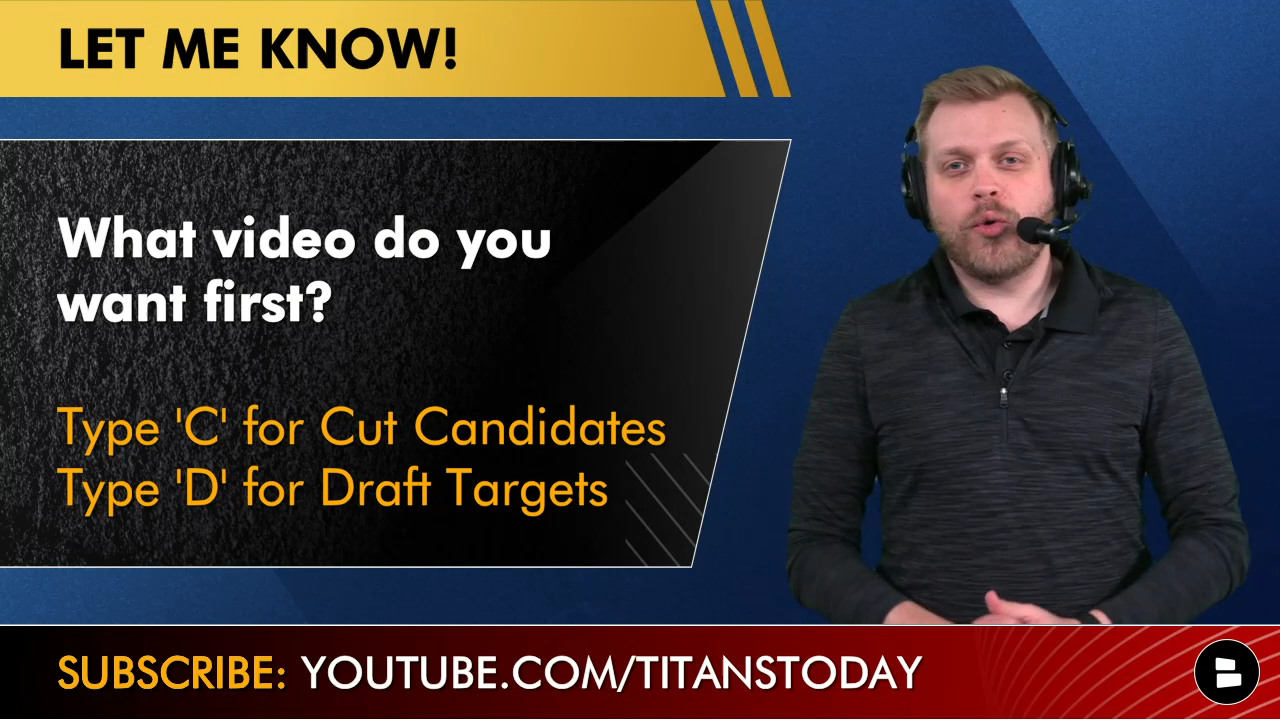 LET ME KNOW!
What video do you
want first?
Type 'C' for Cut Candidates
Type 'D' for Draft Targets
SUBSCRIBE: YOUTUBE.COM/TITANSTODAY